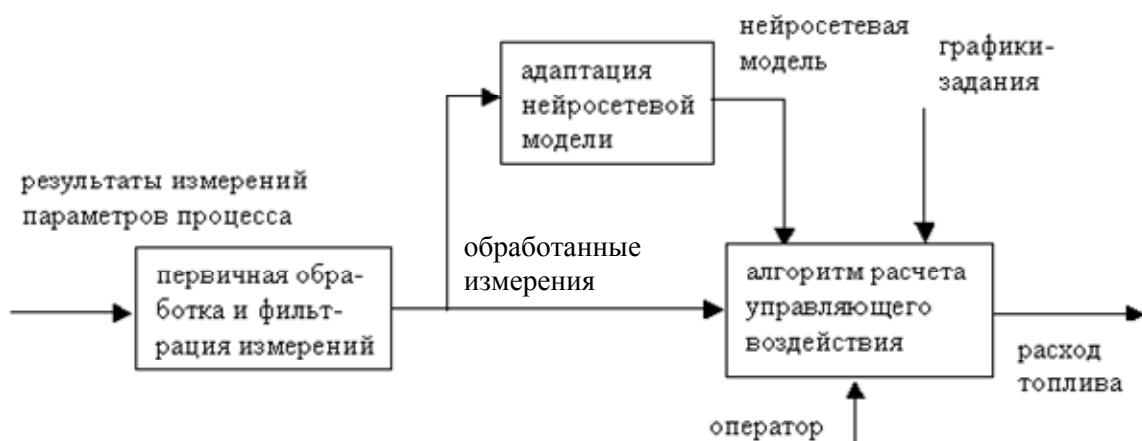 нейросетевая
модель
графики-
задания
адаптация
нейросетевой
модели
результаты измерений
параметров процесса
обработанные
измерения
первичная обра-
ботка и фильт-
рация измерений
алгоритм расчета
управляющего
воздействия
расход
топлива
оператор